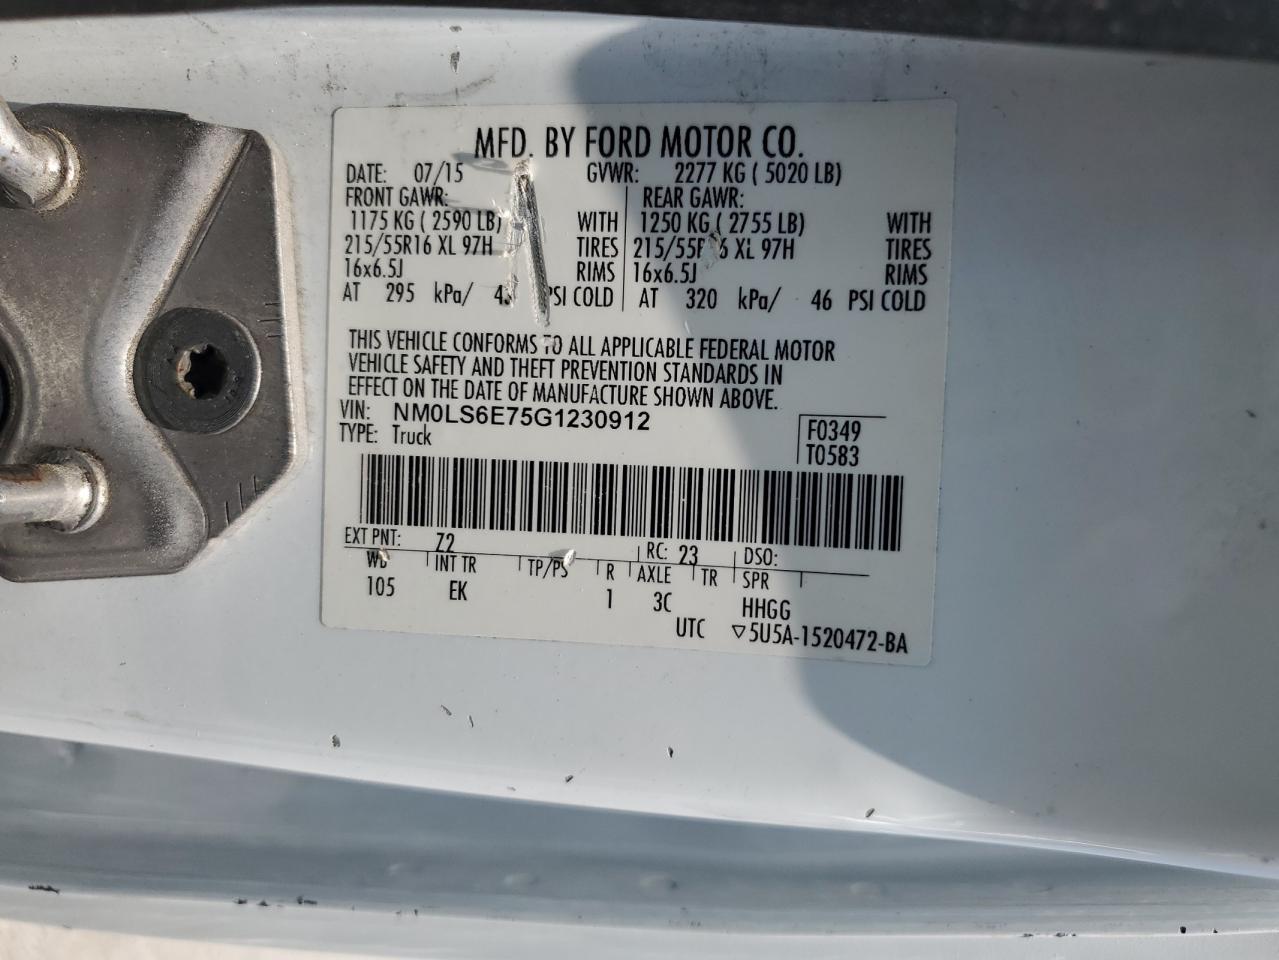 MFD. BY FORD MOTOR CO.
DATE: 07/15 GVWR: 2277 KG ( 5020 LB)
FRONT GAWR: REAR GAWR:
1175 KG ( 2590 LB) WITH 1250 KG ( 2755 LB) WITH
215/55R16 XL 97H TIRES 215/55R16 XL 97H TIRES
16x6.5J RIMS 16x6.5J RIMS
AT 295 kPa/ PSI COLD AT 320 kPa/ 46 PSI COLD
THIS VEHICLE CONFORMS TO ALL APPLICABLE FEDERAL MOTOR
VEHICLE SAFETY AND THEFT PREVENTION STANDARDS IN
EFFECT ON THE DATE OF MANUFACTURE SHOWN ABOVE.
VIN: NM0LS6E75G1230912 F0349
TYPE: Truck T0583
EXT PNT: Z2 RC: 23 DSO:
WB INT TR TP/PS R AXLE TR SPR
105 EK 1 3C HHGG
UTC ▽5U5A-1520472-BA